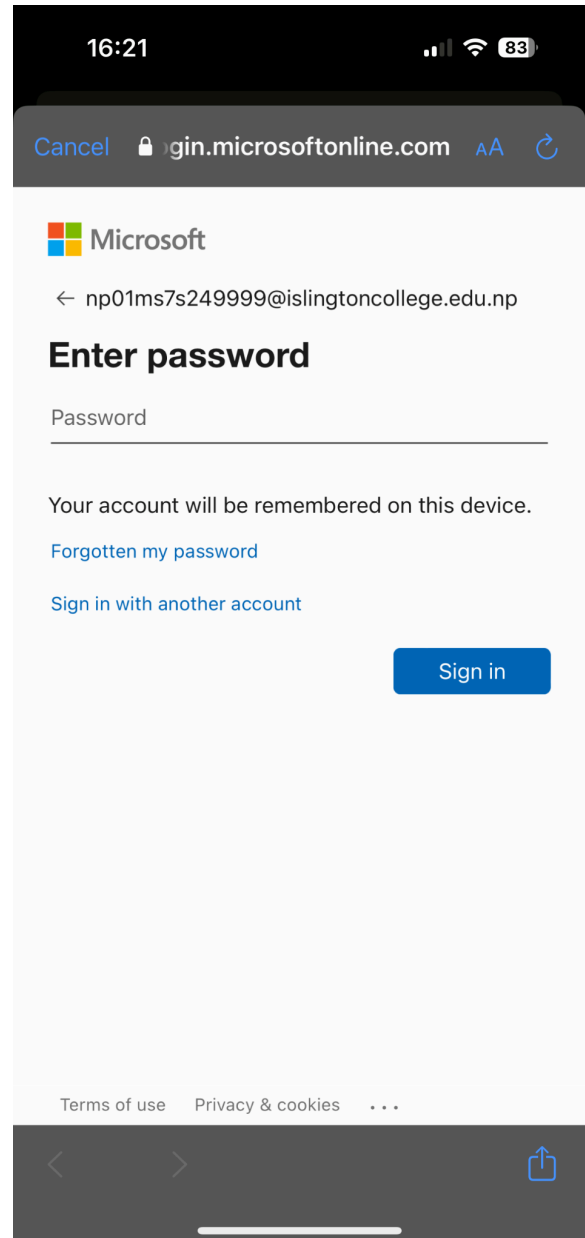 16:21
83
Cancel gin.microsoftonline.com AA
Microsoft
← np01ms7s249999@islingtoncollege.edu.np
Enter password
Password
Your account will be remembered on this device.
Forgotten my password
Sign in with another account
Sign in
Terms of use Privacy & cookies ...